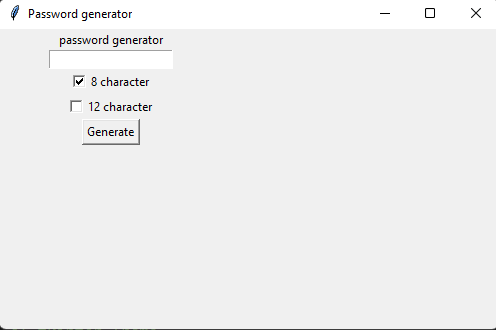 Password generator
password generator
8 character
12 character
Generate